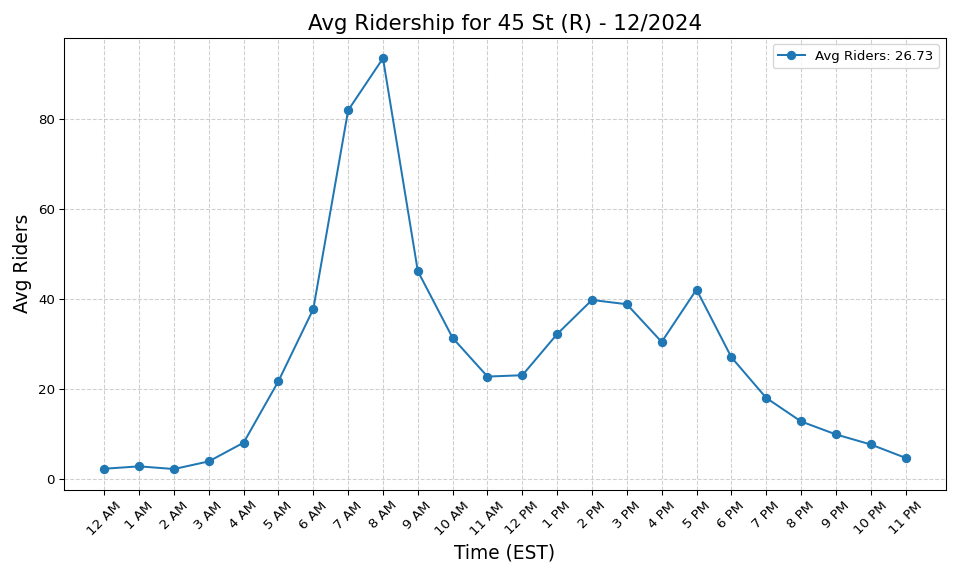 Avg Ridership for 45 St (R) - 12/2024
Avg Riders: 26.73
Avg Riders
80
60
40
20
0
12 AM
1 AM
2 AM
3 AM
4 AM
5 AM
6 AM
7 AM
8 AM
9 AM
10 AM
11 AM
12 PM
1 PM
2 PM
3 PM
4 PM
5 PM
6 PM
7 PM
8 PM
9 PM
10 PM
11 PM
Time (EST)